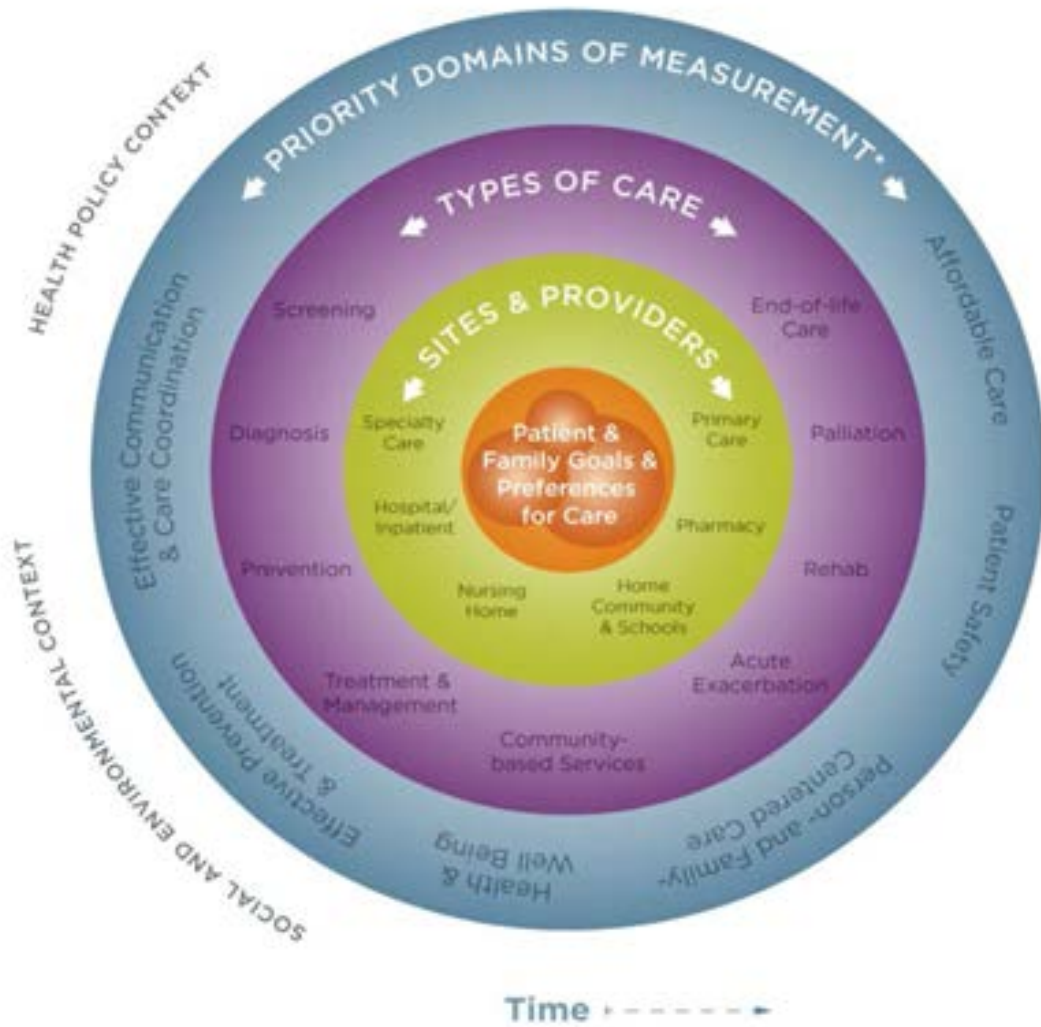 HEALTH POLICY CONTEXT
SOCIAL AND ENVIRONMENTAL CONTEXT
PRIORITY DOMAINS OF MEASUREMENT*
Affordable Care
Patient Safety
Person- and Family-
Centered Care
Health &
Well Being
Effective Prevention
& Treatment
Effective Communication
& Care Coordination
TYPES OF CARE
Screening
Diagnosis
Prevention
Treatment &
Management
Community-
based Services
Acute
Exacerbation
Rehab
Palliation
End-of-life
Care
SITES & PROVIDERS
Specialty
Care
Hospital/
Inpatient
Nursing
Home
Home
Community
& Schools
Pharmacy
Primary
Care
Patient &
Family Goals &
Preferences
for Care
Time